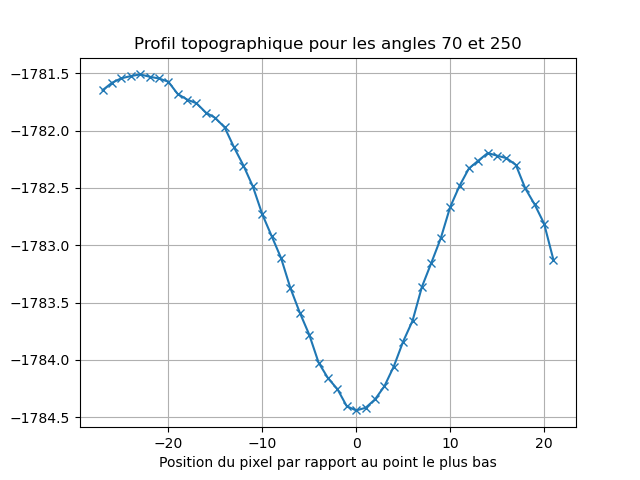 Profil topographique pour les angles 70 et 250
−1781.5
−1782.0
−1782.5
−1783.0
−1783.5
−1784.0
−1784.5
−20 −10 0 10 20
Position du pixel par rapport au point le plus bas